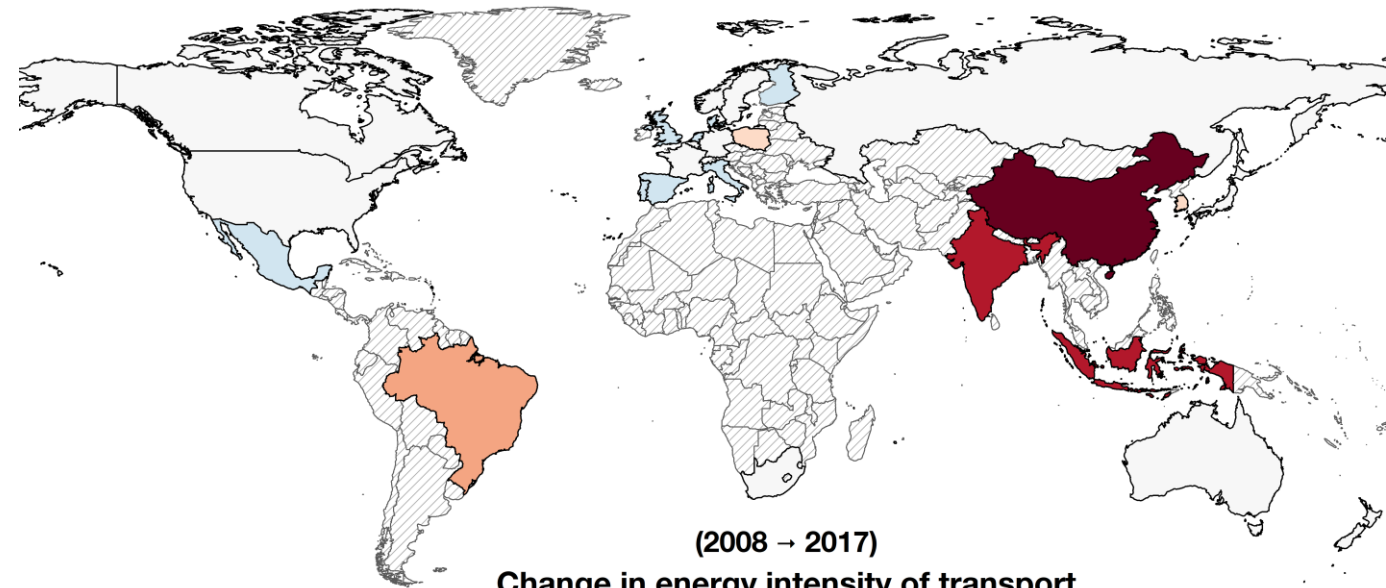 (2008 → 2017)
Change in energy intensity of transport